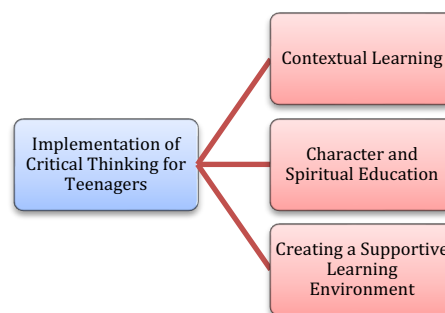 Implementation of
Critical Thinking for
Teenagers
Contextual Learning
Character and
Spiritual Education
Creating a Supportive
Learning
Environment